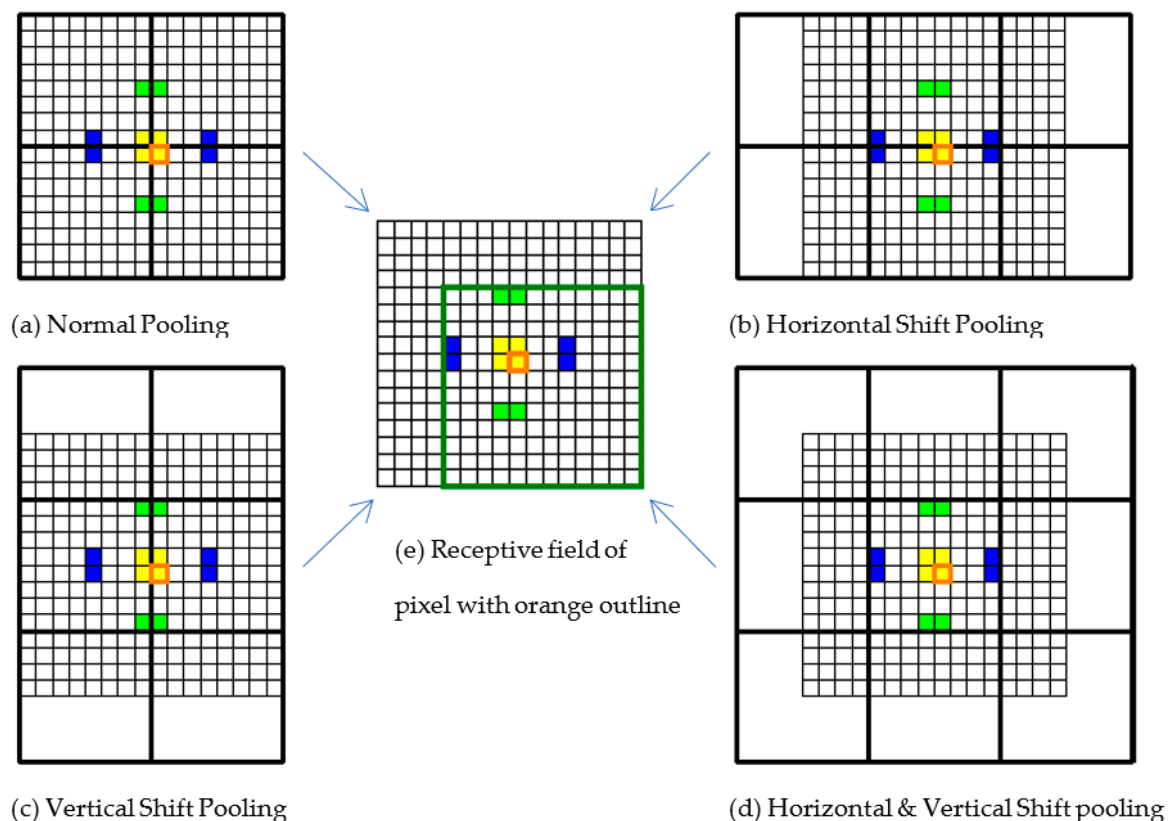 (a) Normal Pooling
(b) Horizontal Shift Pooling
(e) Receptive field of
pixel with orange outline
(c) Vertical Shift Pooling
(d) Horizontal & Vertical Shift pooling